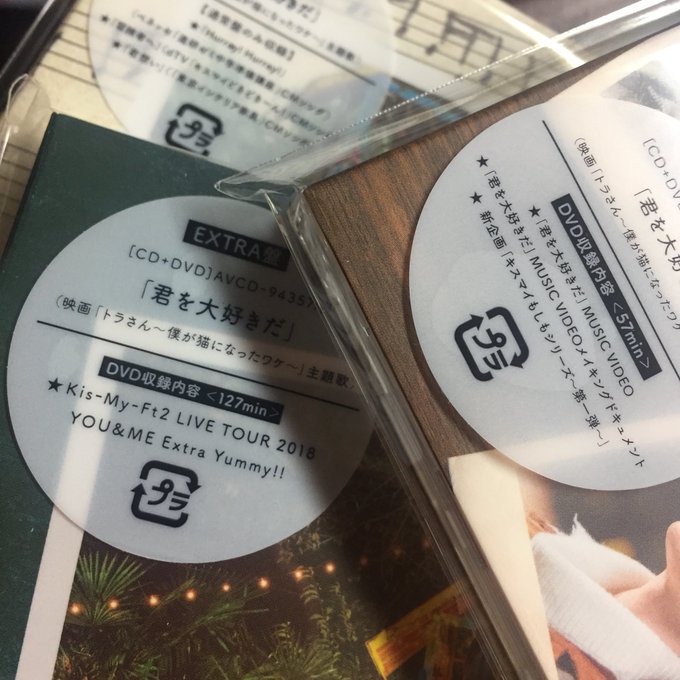 好きだ」
【通常盤のみ収録】
★「Hurray! Hurray!」
EXTRA盤
[CD+DVD]AVCD-94357
「君を大好きだ」
(映画「トラさん~僕が猫になったワケ~」主題歌)
DVD収録内容 <127min>
★Kis-My-Ft2 LIVE TOUR 2018
YOU&ME Extra Yummy!!
プラ
[CD+DVD
「君を大好
(映画「トラさん~僕が猫になったワケ
DVD収録内容 <57min>
★「君を大好きだ」MUSIC VIDEO
★「君を大好きだ」MUSIC VIDEOメイキングドキュメント
★新企画「キスマイもしもシリーズ~第一弾~」
プラ
プラ